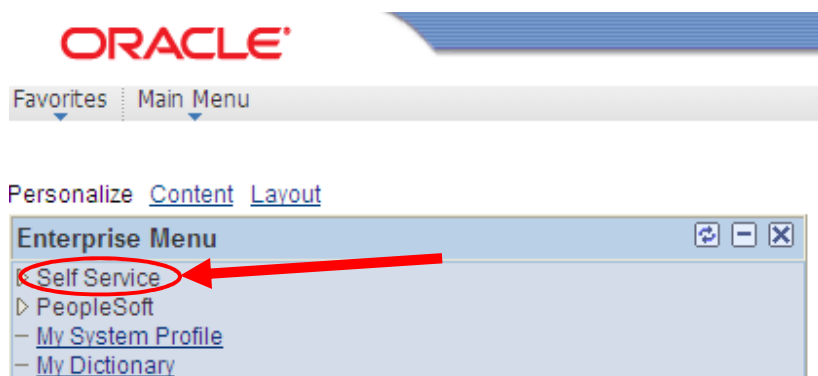 ORACLE
Favorites Main Menu
Personalize Content Layout
Enterprise Menu
Self Service
PeopleSoft
My System Profile
My Dictionary